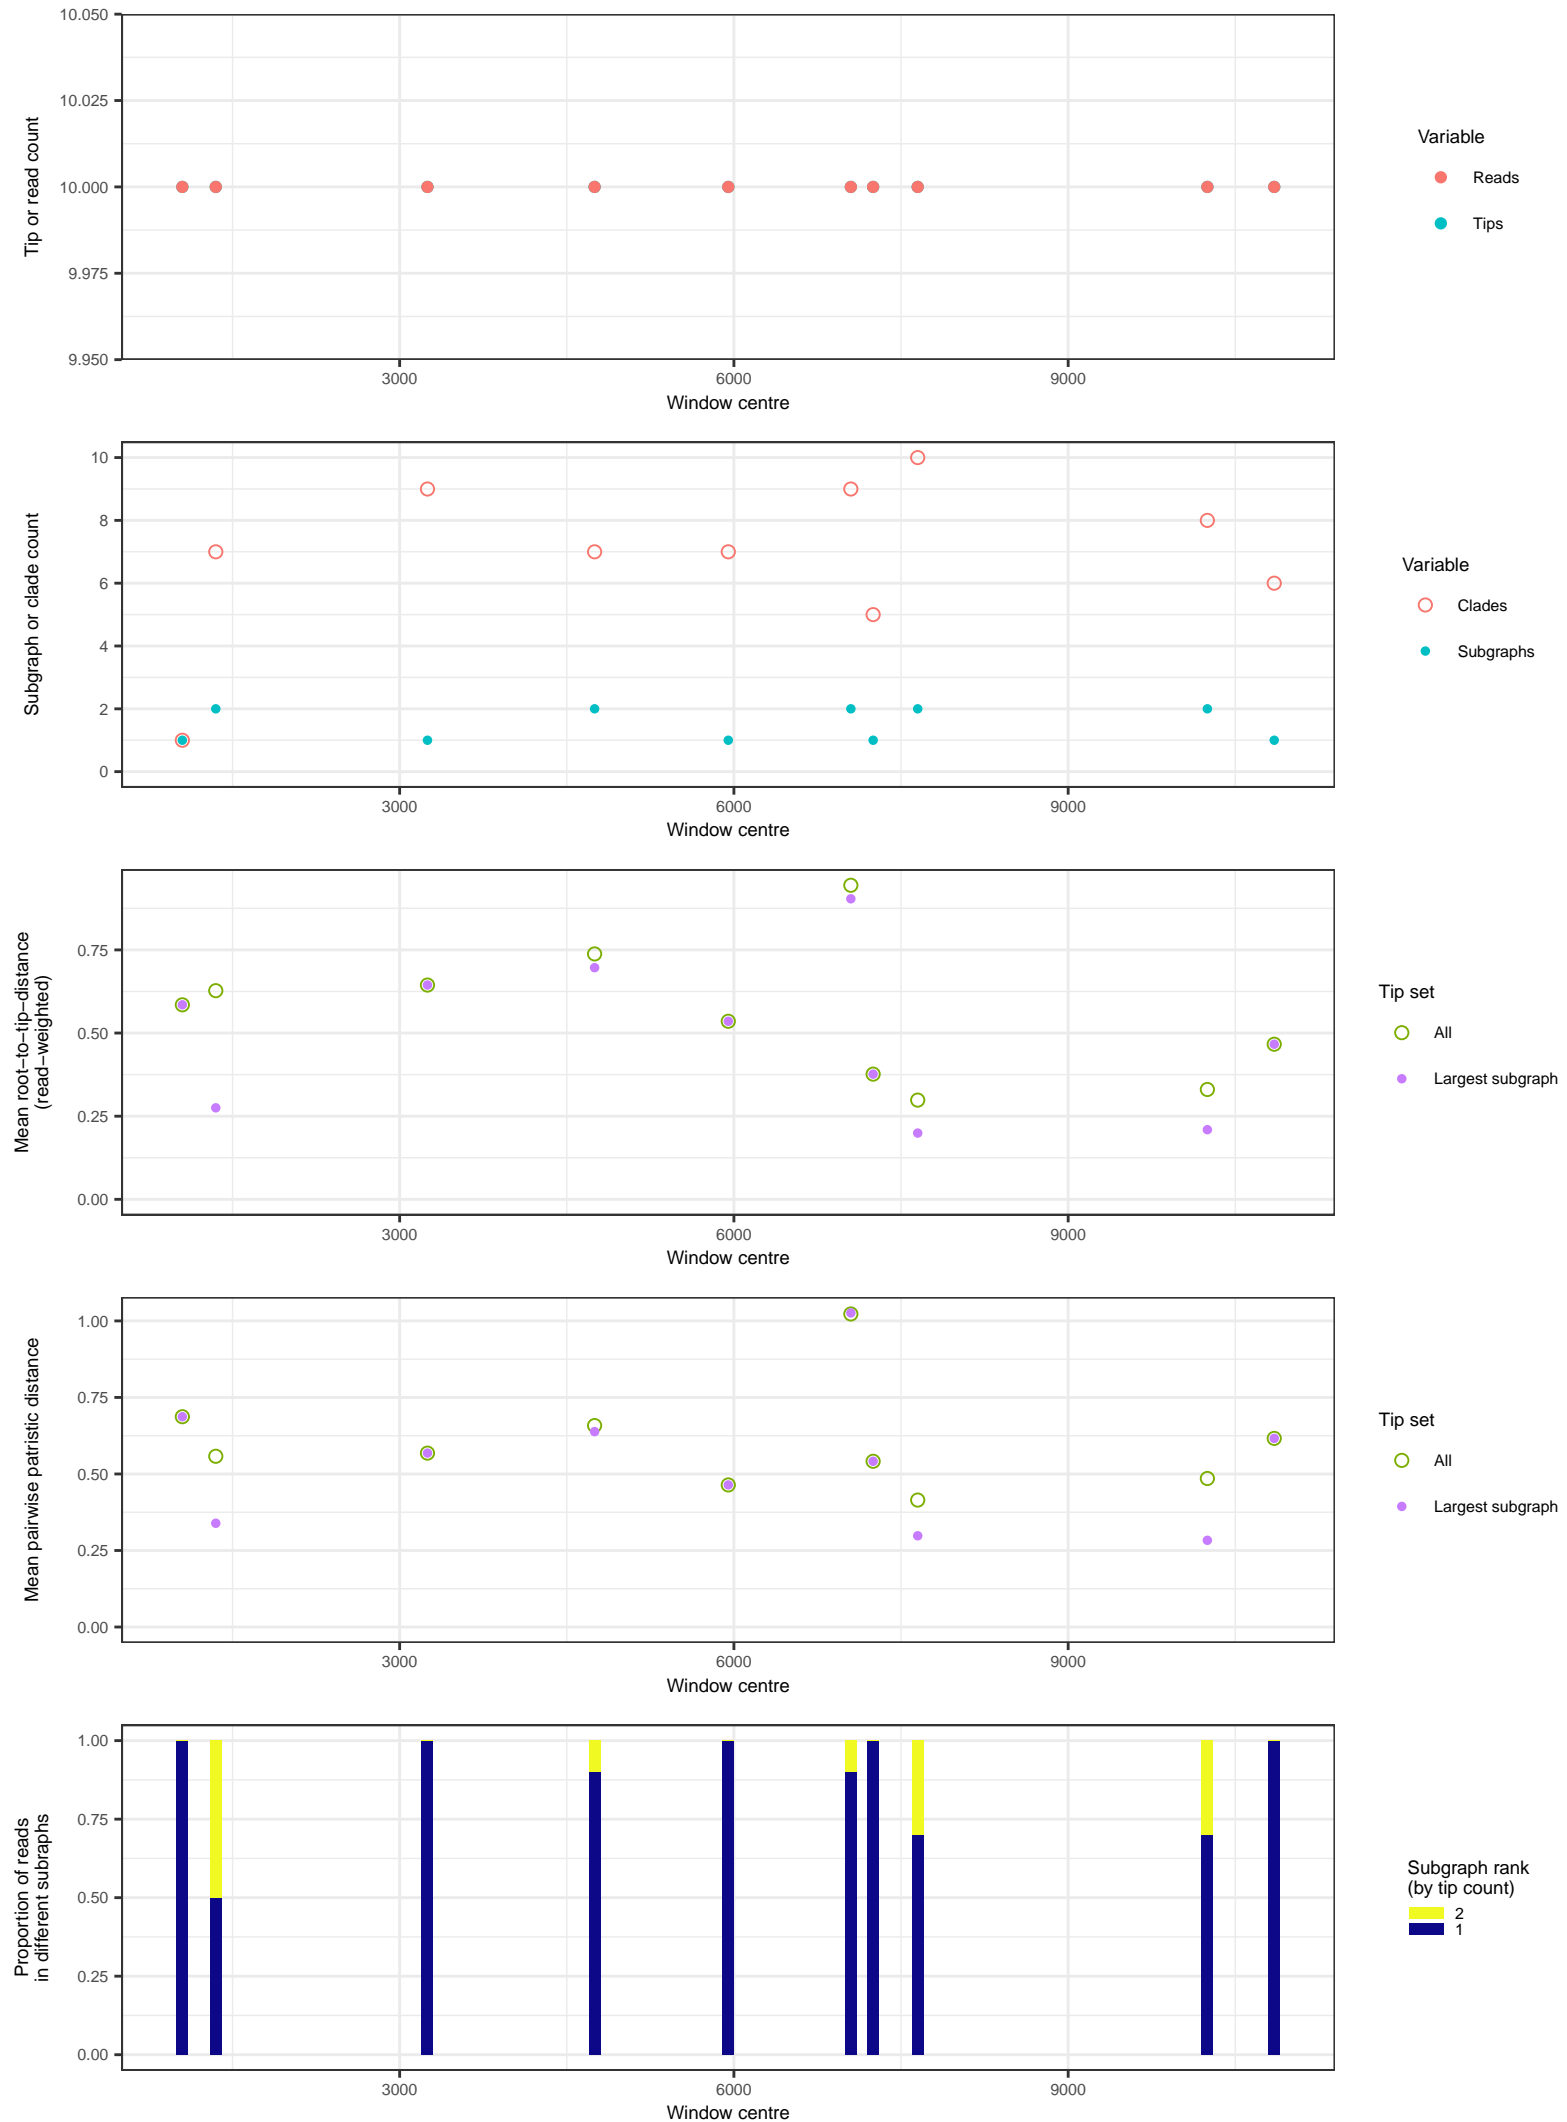 10.050
10.025
10.000
9.975
9.950
Tip or read count
3000
6000
9000
Window centre
Variable
Reads
Tips
10
8
6
4
2
0
Subgraph or clade count
3000
6000
9000
Window centre
Variable
Clades
Subgraphs
0.75
0.50
0.25
0.00
Mean root−to−tip−distance
(read−weighted)
3000
6000
9000
Window centre
Tip set
All
Largest subgraph
1.00
0.75
0.50
0.25
0.00
Mean pairwise patristic distance
3000
6000
9000
Window centre
Tip set
All
Largest subgraph
1.00
0.75
0.50
0.25
0.00
Proportion of reads
in different subraphs
3000
6000
9000
Window centre
Subgraph rank
(by tip count)
2
1